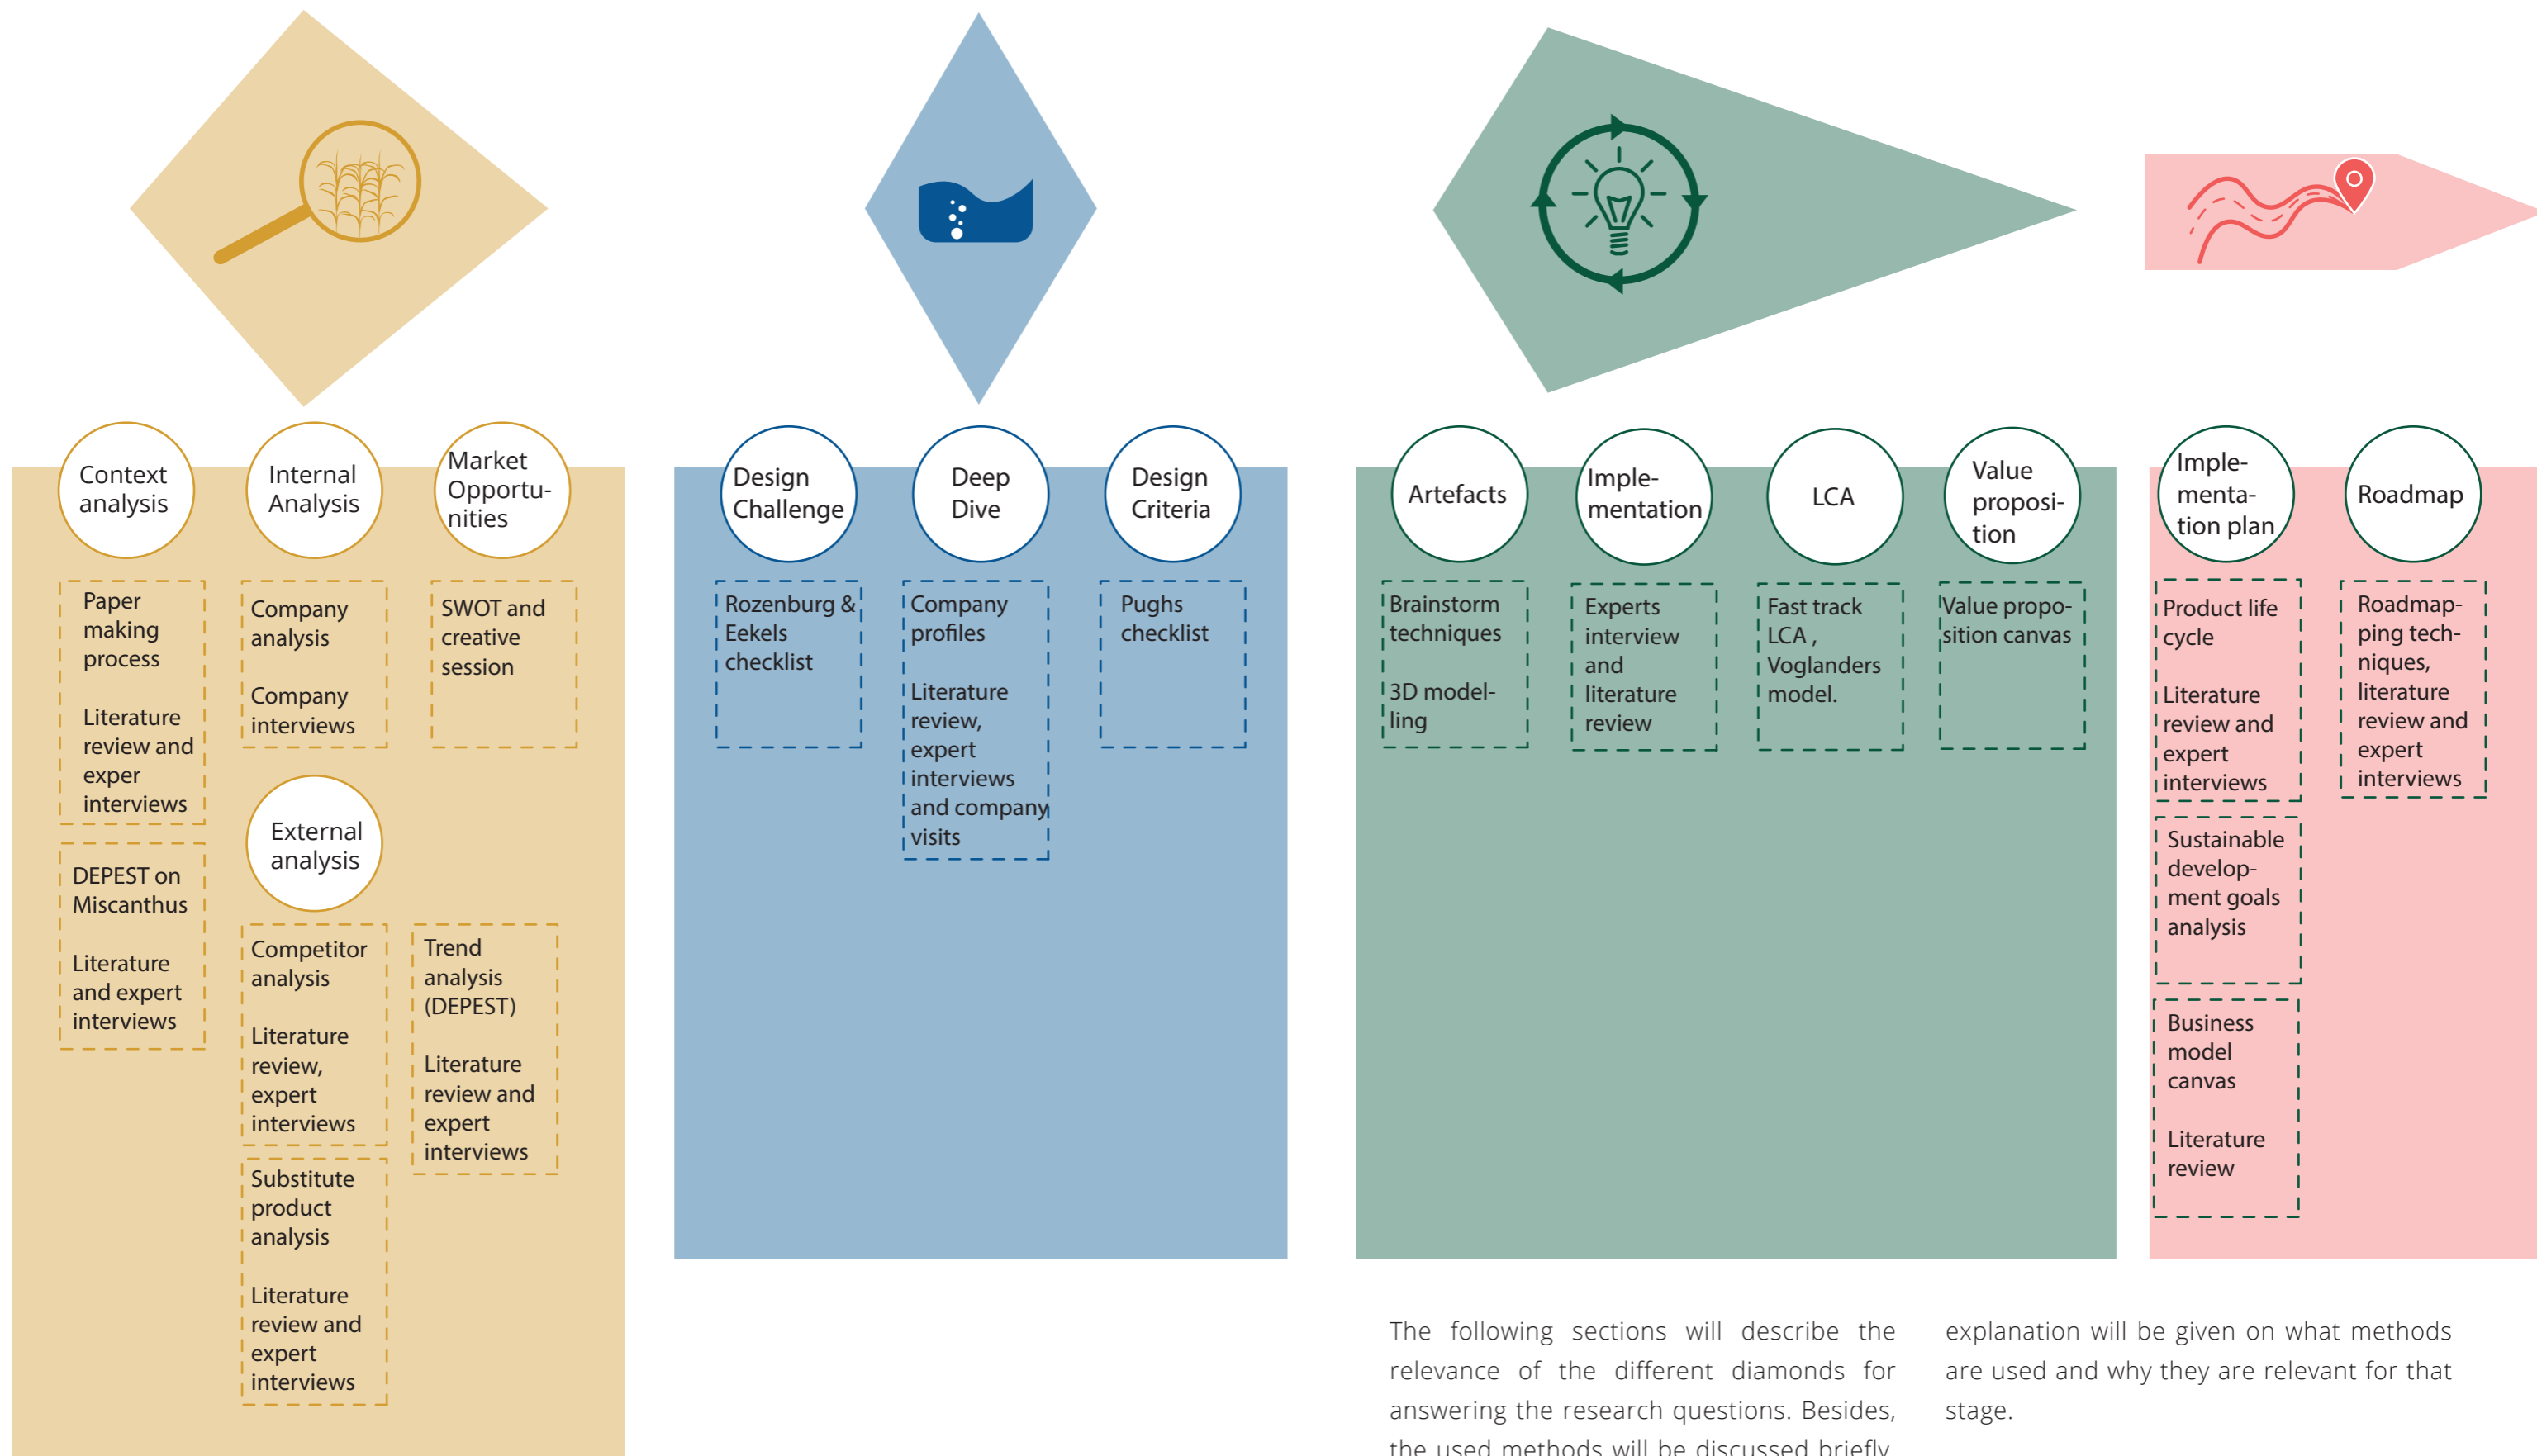 Context
analysis
Paper
making
process
Literature
review and
exper
interviews
DEPEST on
Miscanthus
Literature
and expert
interviews
Internal
Analysis
Company
analysis
Company
interviews
External
analysis
Competitor
analysis
Literature
review,
expert
interviews
Substitute
product
analysis
Literature
review and
expert
interviews
Market
Opportu-
nities
SWOT and
creative
session
Trend
analysis
(DEPEST)
Literature
review and
expert
interviews
Design
Challenge
Rozenburg &
Eekels
checklist
Deep
Dive
Company
profiles
Literature
review,
expert
interviews
and company
visits
Design
Criteria
Pughs
checklist
Artefacts
Brainstorm
techniques
3D model-
ling
Imple-
mentation
Experts
interview
and
literature
review
LCA
Fast track
LCA ,
Voglanders
model.
Value
proposi-
tion
Value propo-
sition canvas
Imple-
menta-
tion plan
Product life
cycle
Literature
review and
expert
interviews
Sustainable
develop-
ment goals
analysis
Business
model
canvas
Literature
review
Roadmap
Roadmap-
ping tech-
niques,
literature
review and
expert
interviews
The following sections will describe the
relevance of the different diamonds for
answering the research questions. Besides,
the used methods will be discussed briefly.
explanation will be given on what methods
are used and why they are relevant for that
stage.